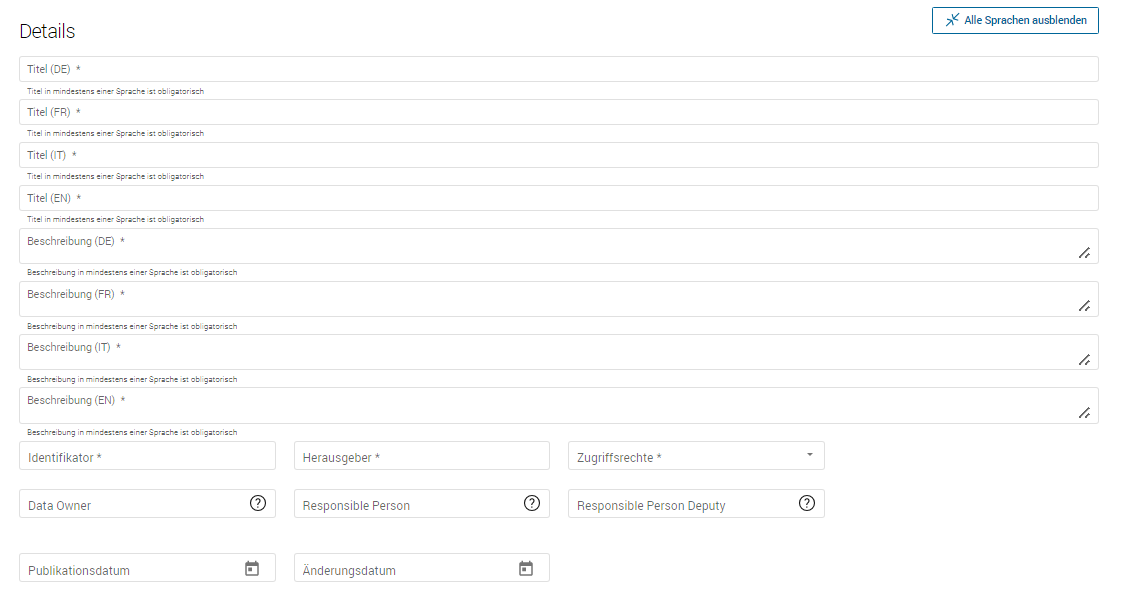 Details
Alle Sprachen ausblenden
Titel (DE) *
Titel in mindestens einer Sprache ist obligatorisch
Titel (FR) *
Titel in mindestens einer Sprache ist obligatorisch
Titel (IT) *
Titel in mindestens einer Sprache ist obligatorisch
Titel (EN) *
Titel in mindestens einer Sprache ist obligatorisch
Beschreibung (DE) *
Beschreibung in mindestens einer Sprache ist obligatorisch
Beschreibung (FR) *
Beschreibung in mindestens einer Sprache ist obligatorisch
Beschreibung (IT) *
Beschreibung in mindestens einer Sprache ist obligatorisch
Beschreibung (EN) *
Beschreibung in mindestens einer Sprache ist obligatorisch
Identifikator * Herausgeber * Zugriffsrechte *
Data Owner ? Responsible Person ? Responsible Person Deputy ?
Publikationsdatum Änderungsdatum